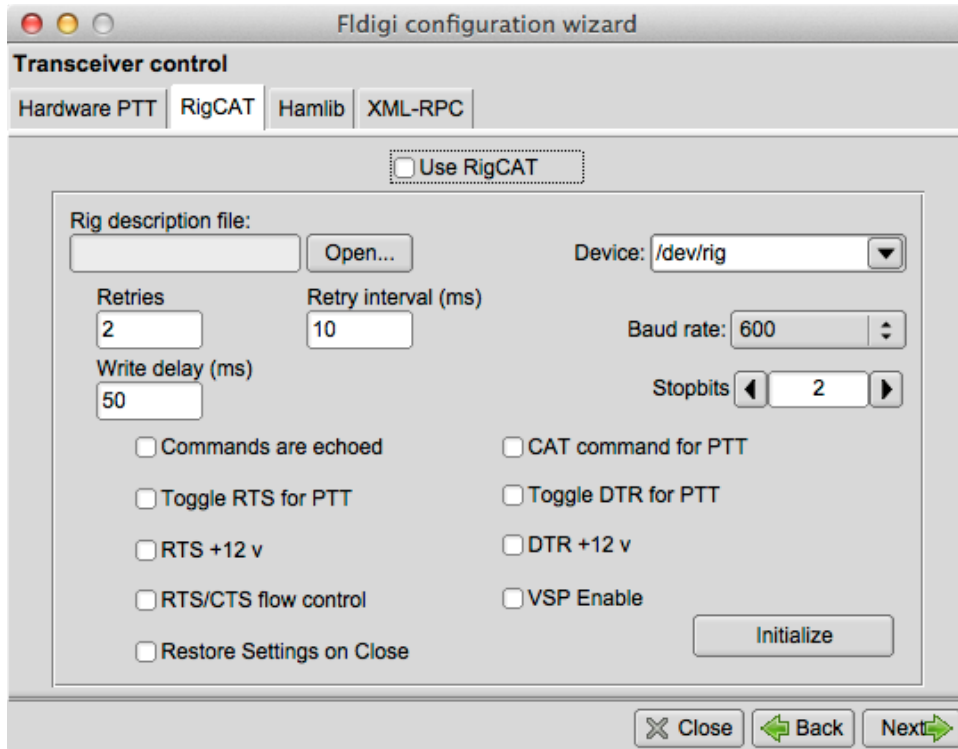 Fldigi configuration wizard
Transceiver control
Hardware PTT RigCAT Hamlib XML-RPC
Use RigCAT
Rig description file:
Open... Device: /dev/rig
Retries Retry interval (ms)
2 10 Baud rate: 600
Write delay (ms)
50 Stopbits 2
Commands are echoed CAT command for PTT
Toggle RTS for PTT Toggle DTR for PTT
RTS +12 v DTR +12 v
RTS/CTS flow control VSP Enable
Initialize
Restore Settings on Close
Close Back Next